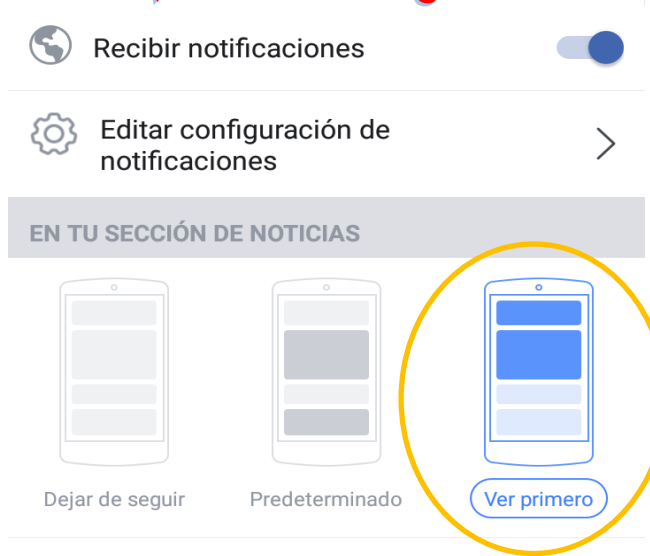 Recibir notificaciones
Editar configuración de
notificaciones
EN TU SECCIÓN DE NOTICIAS
Dejar de seguir
Predeterminado
Ver primero